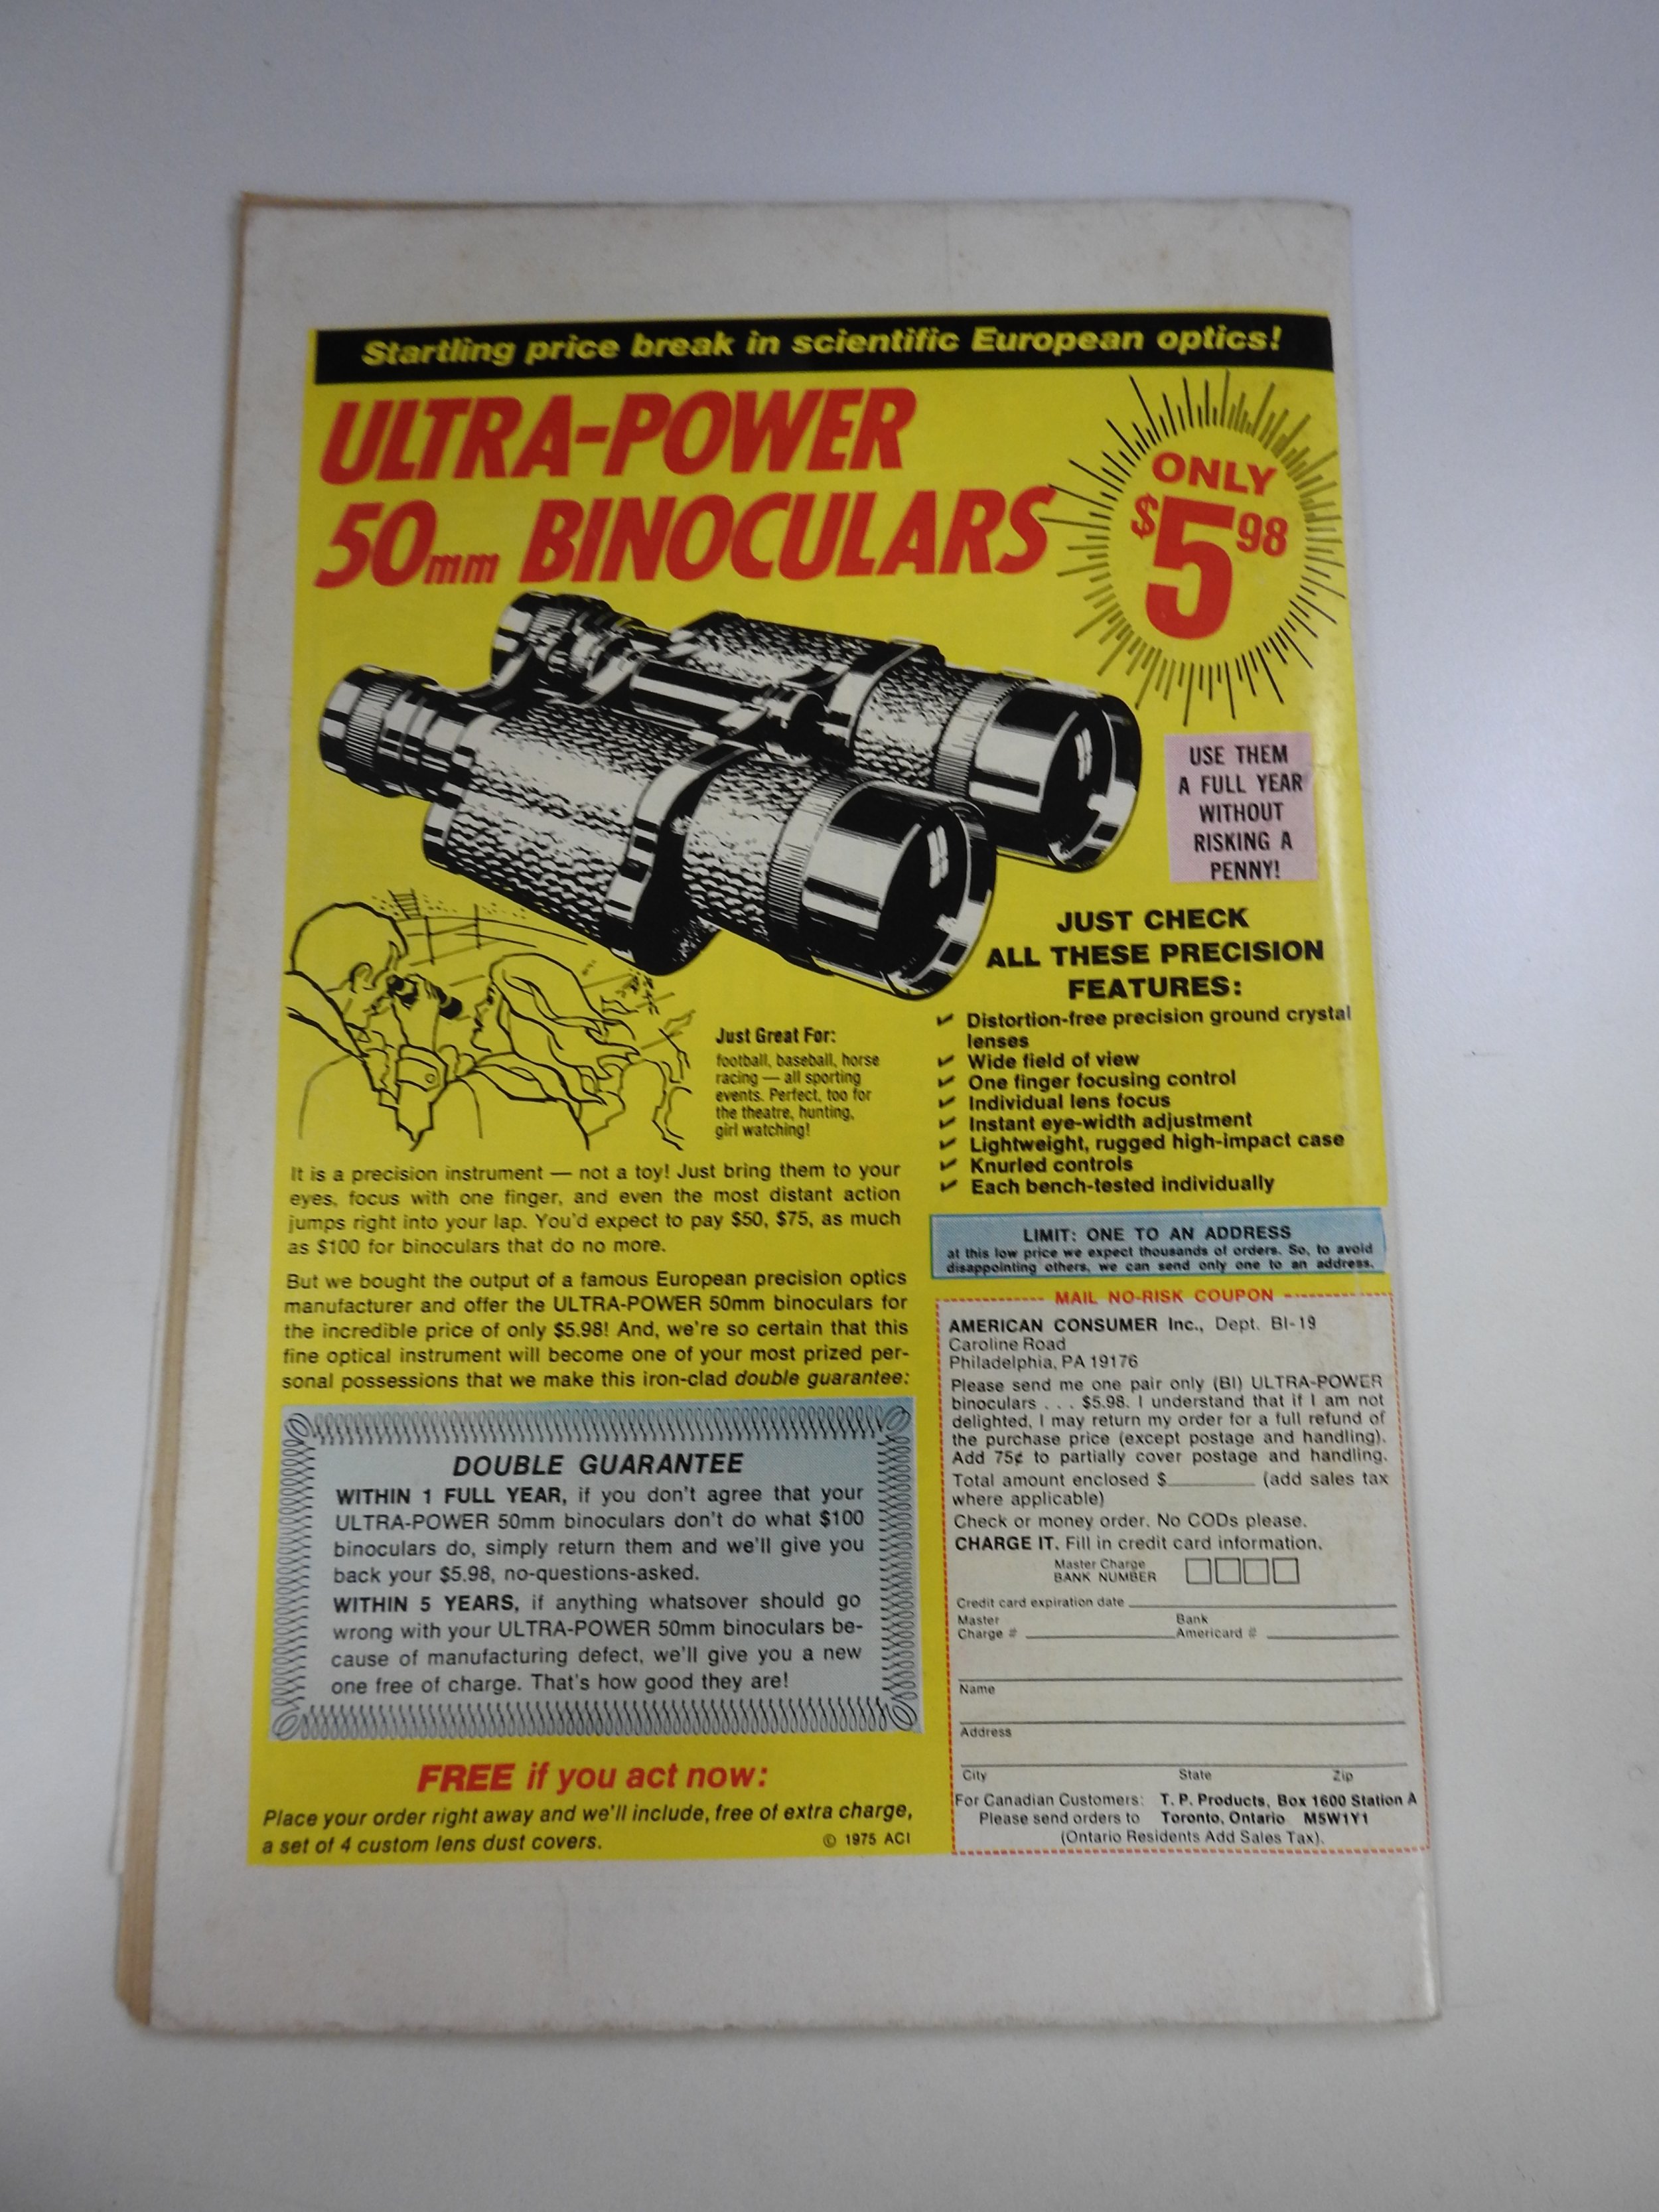 Startling price break in scientific European optics!
ULTRA-POWER
50mm BINOCULARS
ONLY
$5 98
USE THEM
A FULL YEAR
WITHOUT
RISKING A
PENNY!
JUST CHECK
ALL THESE PRECISION
FEATURES:
✔ Distortion-free precision ground crystal
lenses
✔ Wide field of view
✔ One finger focusing control
✔ Individual lens focus
✔ Instant eye-width adjustment
✔ Lightweight, rugged high-impact case
✔ Knurled controls
✔ Each bench-tested individually
Just Great For:
football, baseball, horse
racing — all sporting
events. Perfect, too for
the theatre, hunting,
girl watching!
It is a precision instrument — not a toy! Just bring them to your
eyes, focus with one finger, and even the most distant action
jumps right into your lap. You'd expect to pay $50, $75, as much
as $100 for binoculars that do no more.
But we bought the output of a famous European precision optics
manufacturer and offer the ULTRA-POWER 50mm binoculars for
the incredible price of only $5.98! And, we're so certain that this
fine optical instrument will become one of your most prized per-
sonal possessions that we make this iron-clad double guarantee:
DOUBLE GUARANTEE
WITHIN 1 FULL YEAR, if you don't agree that your
ULTRA-POWER 50mm binoculars don't do what $100
binoculars do, simply return them and we'll give you
back your $5.98, no-questions-asked.
WITHIN 5 YEARS, if anything whatsover should go
wrong with your ULTRA-POWER 50mm binoculars be-
cause of manufacturing defect, we'll give you a new
one free of charge. That's how good they are!
FREE if you act now:
Place your order right away and we'll include, free of extra charge,
a set of 4 custom lens dust covers.
© 1975 ACI
LIMIT: ONE TO AN ADDRESS
at this low price we expect thousands of orders. So, to avoid
disappointing others, we can send only one to an address.
MAIL NO-RISK COUPON
AMERICAN CONSUMER Inc., Dept. BI-19
Caroline Road
Philadelphia, PA 19176
Please send me one pair only (BI) ULTRA-POWER
binoculars . . . $5.98. I understand that if I am not
delighted, I may return my order for a full refund of
the purchase price (except postage and handling).
Add 75¢ to partially cover postage and handling.
Total amount enclosed $________ (add sales tax
where applicable)
Check or money order. No CODs please.
CHARGE IT. Fill in credit card information.
Master Charge
BANK NUMBER
Credit card expiration date
Master Bank
Charge # Americard #
Name
Address
City State Zip
For Canadian Customers: T. P. Products, Box 1600 Station A
Please send orders to Toronto, Ontario M5W1Y1
(Ontario Residents Add Sales Tax).